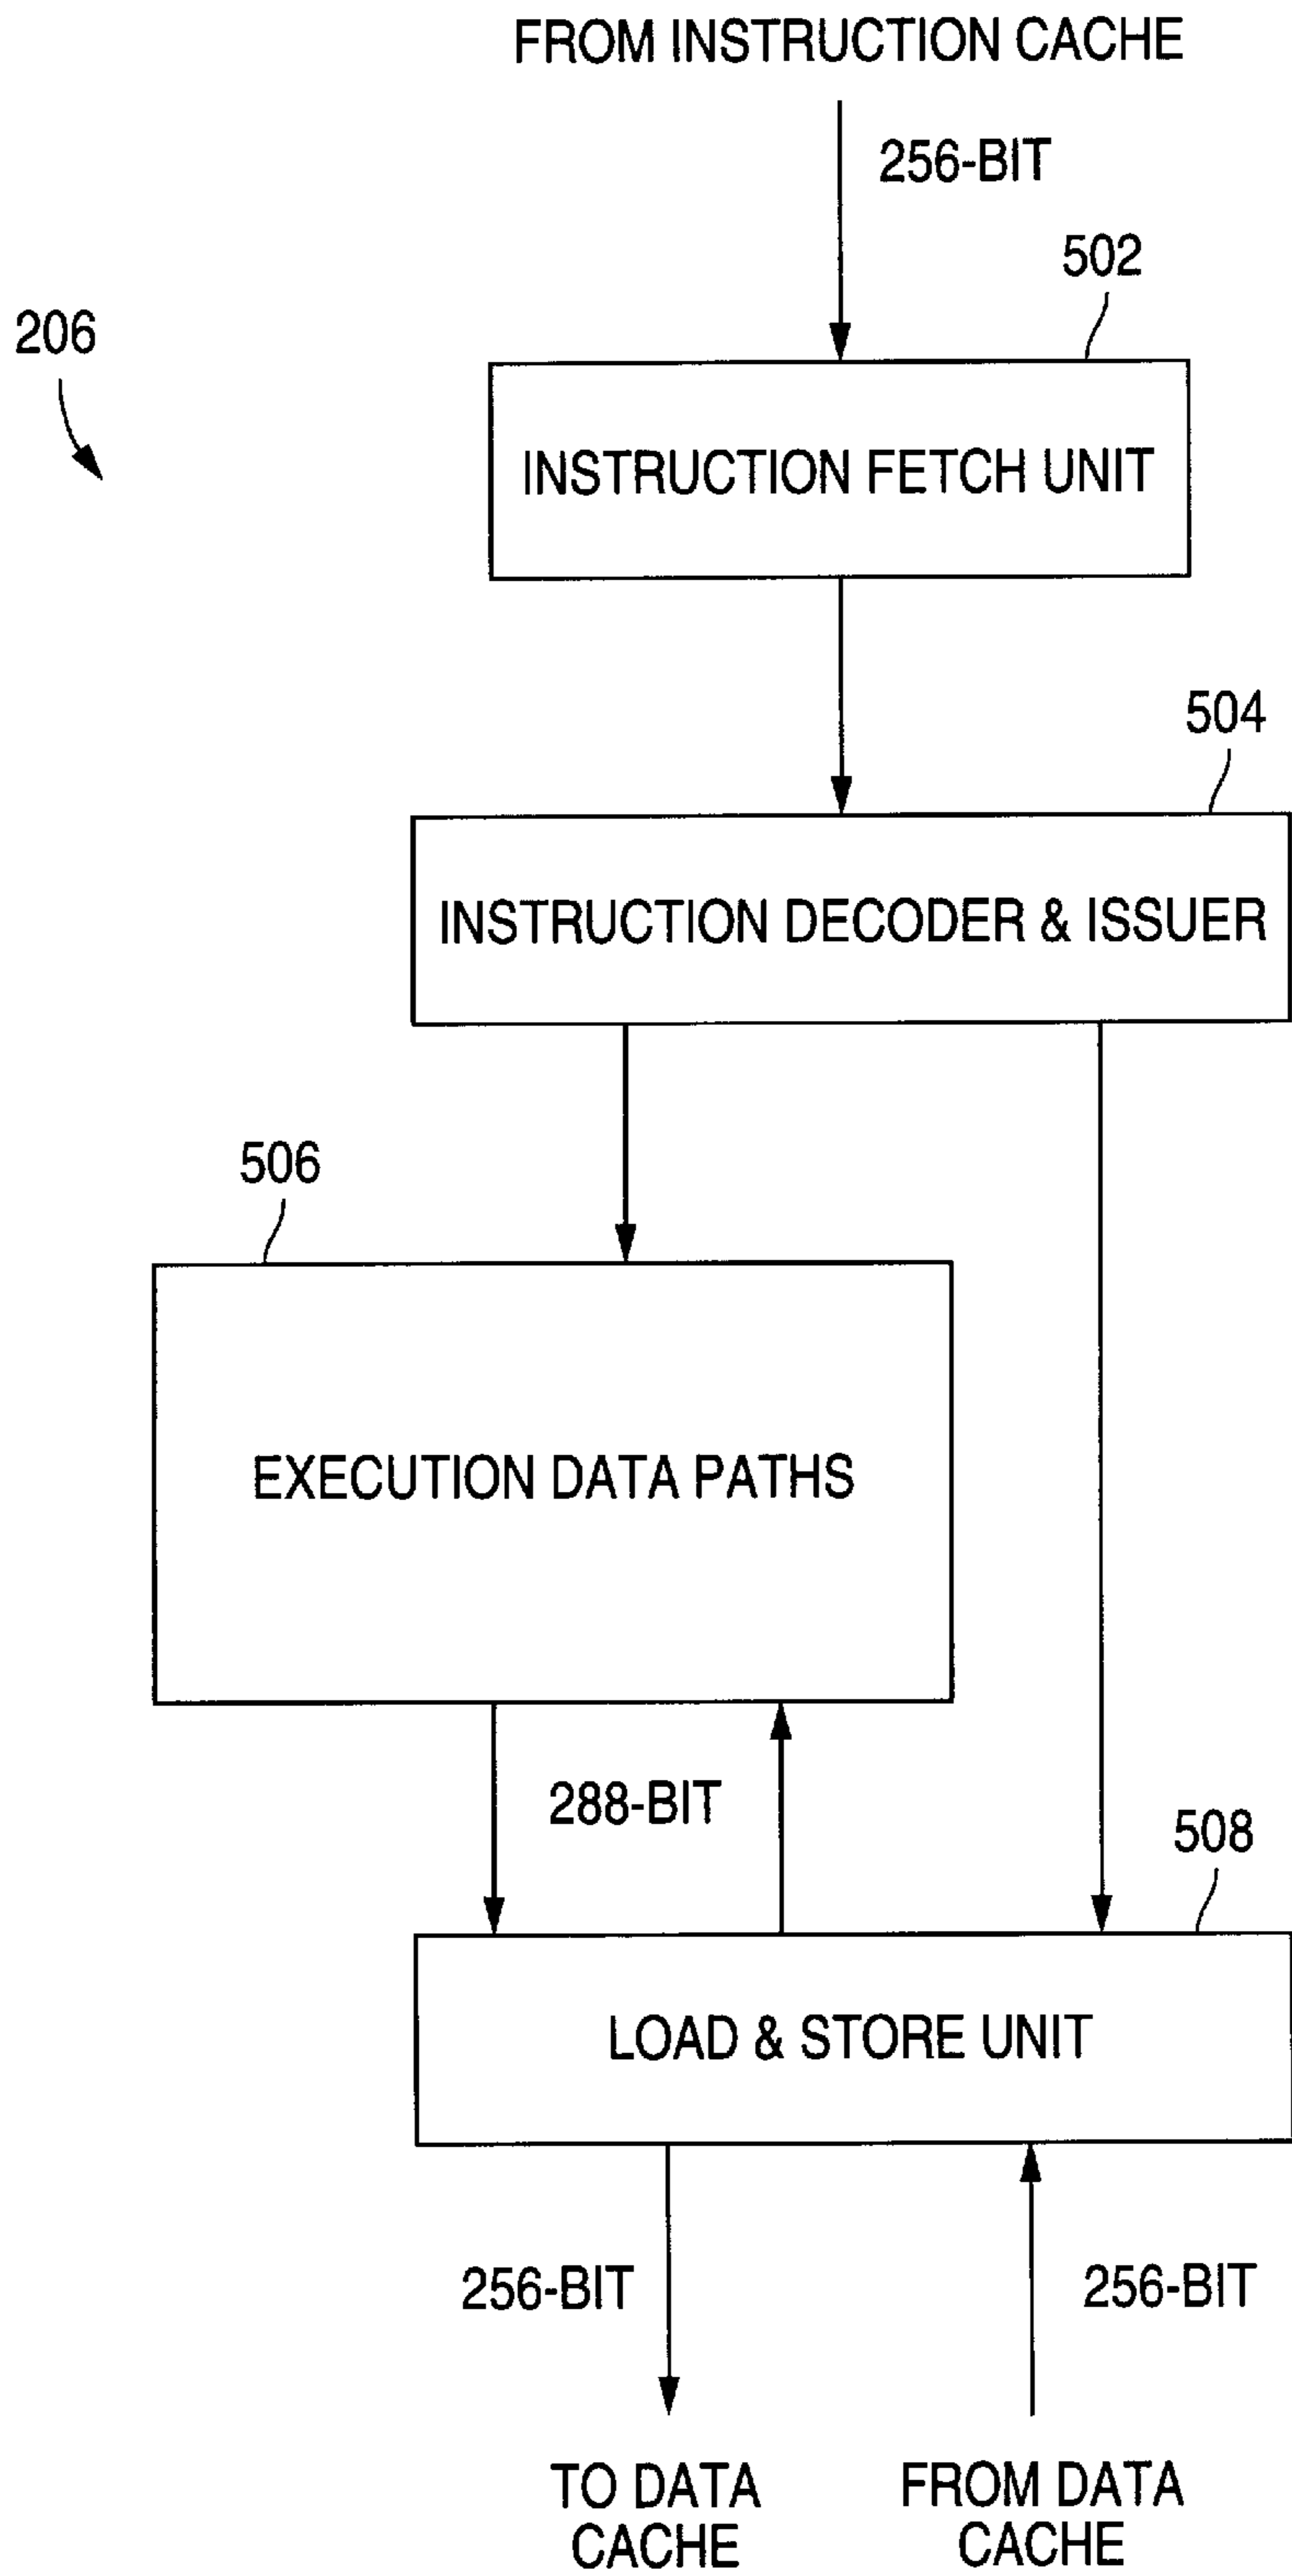 FROM INSTRUCTION CACHE
256-BIT
502
206
INSTRUCTION FETCH UNIT
504
INSTRUCTION DECODER & ISSUER
506
EXECUTION DATA PATHS
288-BIT
508
LOAD & STORE UNIT
256-BIT
256-BIT
TO DATA
CACHE
FROM DATA
CACHE